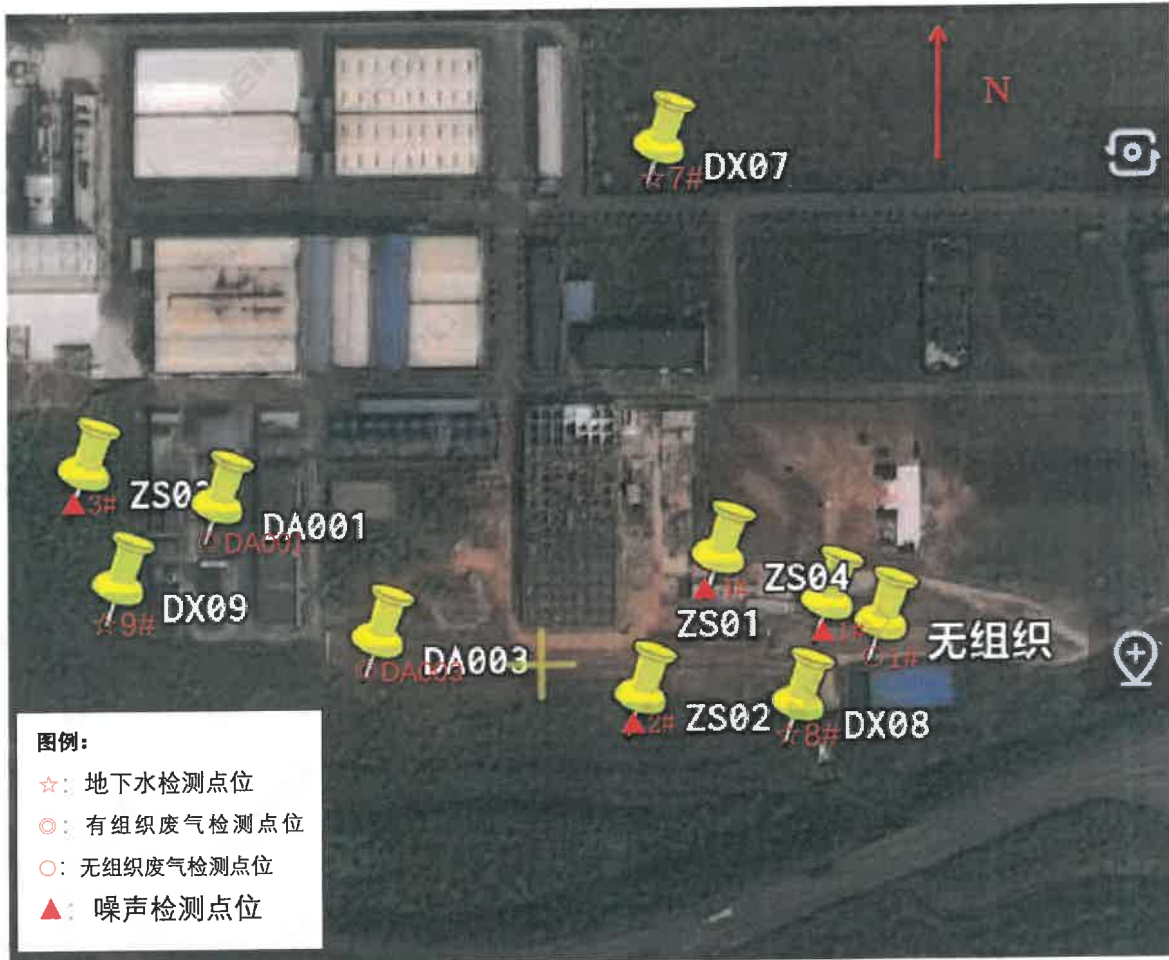 N
DX07
☆7#
ZS03
▲3#
DA001
◎DA001
DX09
☆9#
DA003
◎DA003
ZS04
ZS01
▲1#
▲1#
无组织
○1#
ZS02
▲2#
DX08
☆8#
图例：
☆：地下水检测点位
◎：有组织废气检测点位
○：无组织废气检测点位
▲：噪声检测点位